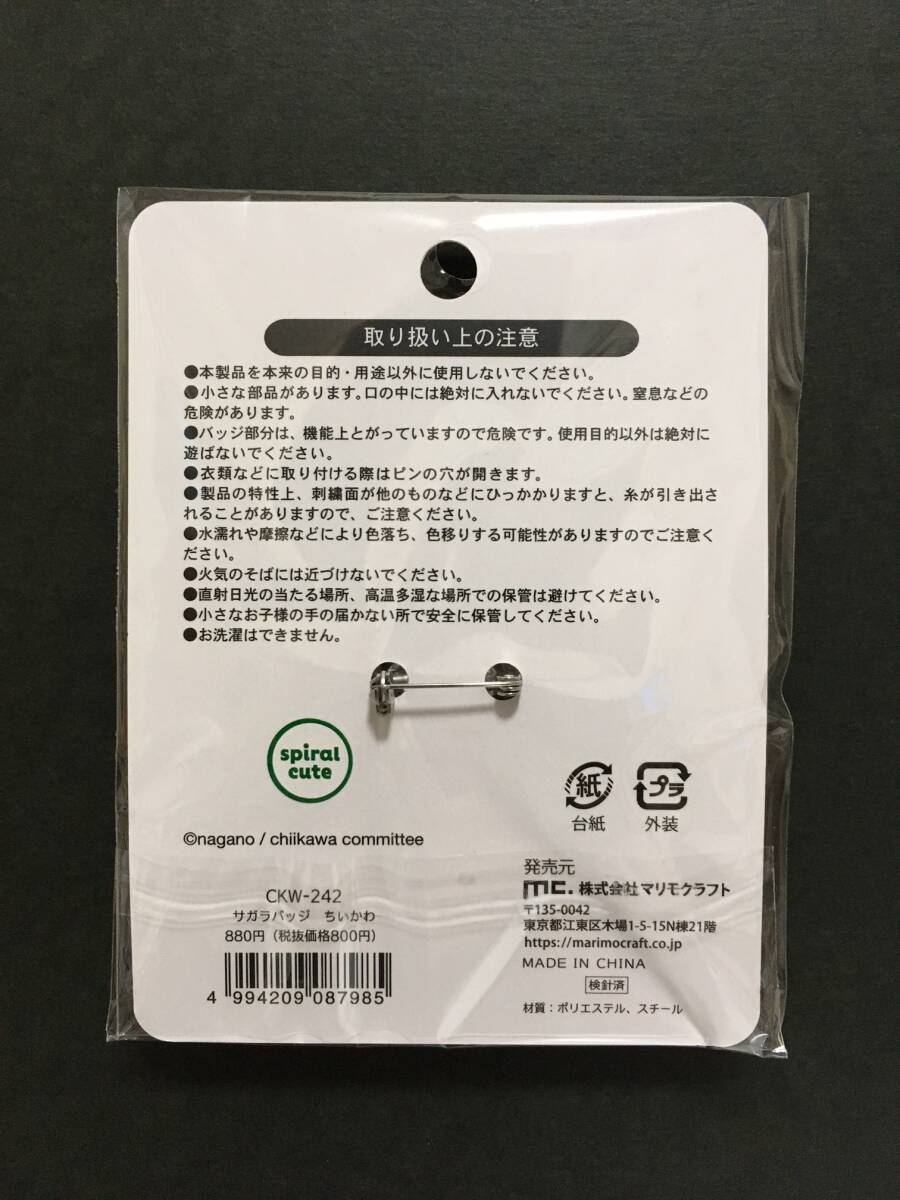 取り扱い上の注意
●本製品を本来の目的・用途以外に使用しないでください。
●小さな部品があります。口の中には絶対に入れないでください。窒息などの
危険があります。
●バッジ部分は、機能上とがっていますので危険です。使用目的以外は絶対に
遊ばないでください。
●衣類などに取り付ける際はピンの穴が開きます。
●製品の特性上、刺繍面が他のものなどにひっかかりますと、糸が引き出さ
れることがありますので、ご注意ください。
●水濡れや摩擦などにより色落ち、色移りする可能性がありますのでご注意く
ださい。
●火気のそばには近づけないでください。
●直射日光の当たる場所、高温多湿な場所での保管は避けてください。
●小さなお子様の手の届かない所で安全に保管してください。
●お洗濯はできません。
spiral
cute
紙
台紙
プラ
外装
©nagano / chiikawa committee
CKW-242
サガラバッジ ちいかわ
880円（税抜価格800円）
4 994209 087985
発売元
mc. 株式会社マリモクラフト
〒135-0042
東京都江東区木場1-5-15N棟21階
https://marimocraft.co.jp
MADE IN CHINA
検針済
材質：ポリエステル、スチール